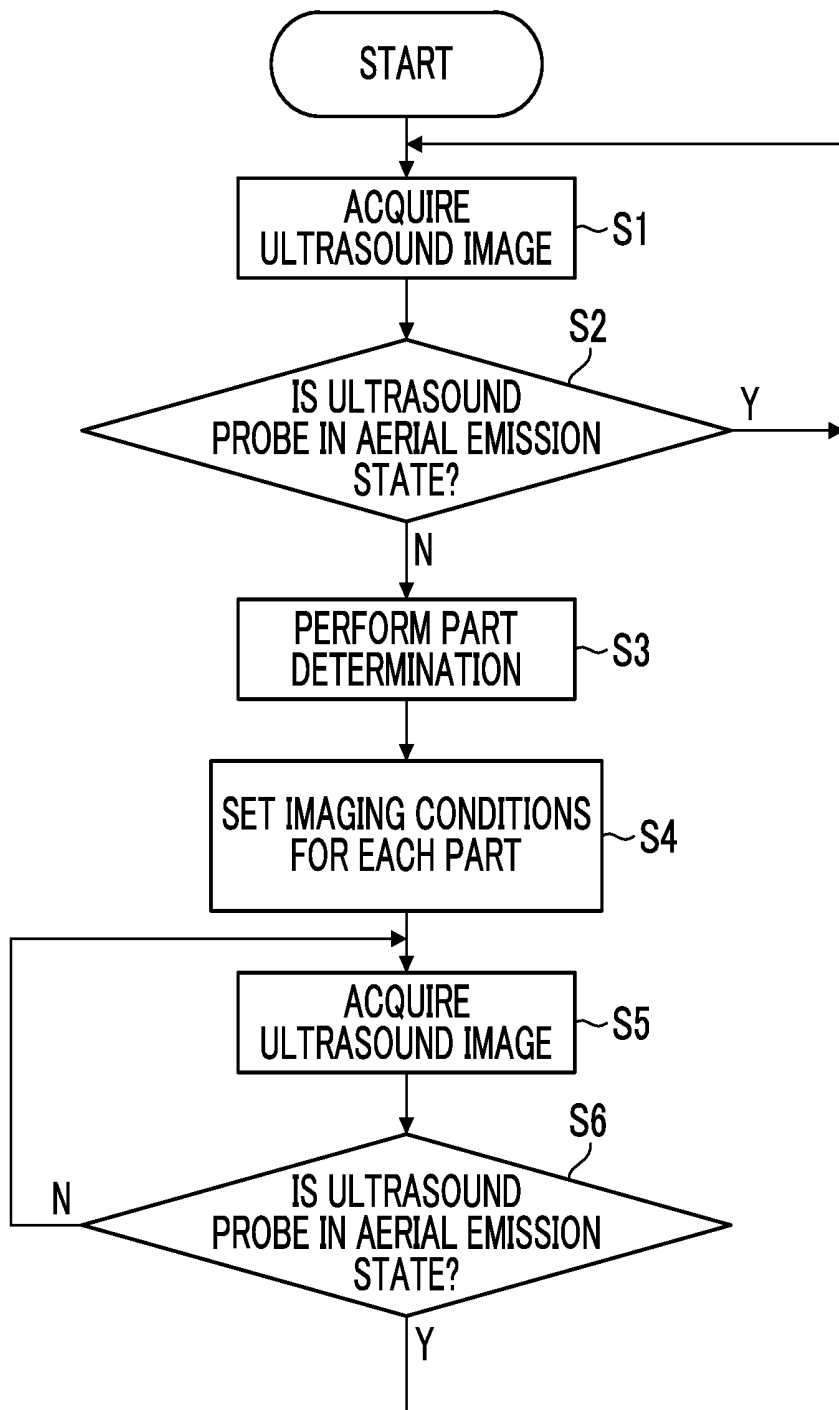 START
ACQUIRE
ULTRASOUND IMAGE
S1
S2
IS ULTRASOUND
PROBE IN AERIAL EMISSION
STATE?
Y
N
PERFORM PART
DETERMINATION
S3
SET IMAGING CONDITIONS
FOR EACH PART
S4
ACQUIRE
ULTRASOUND IMAGE
S5
S6
N
IS ULTRASOUND
PROBE IN AERIAL EMISSION
STATE?
Y